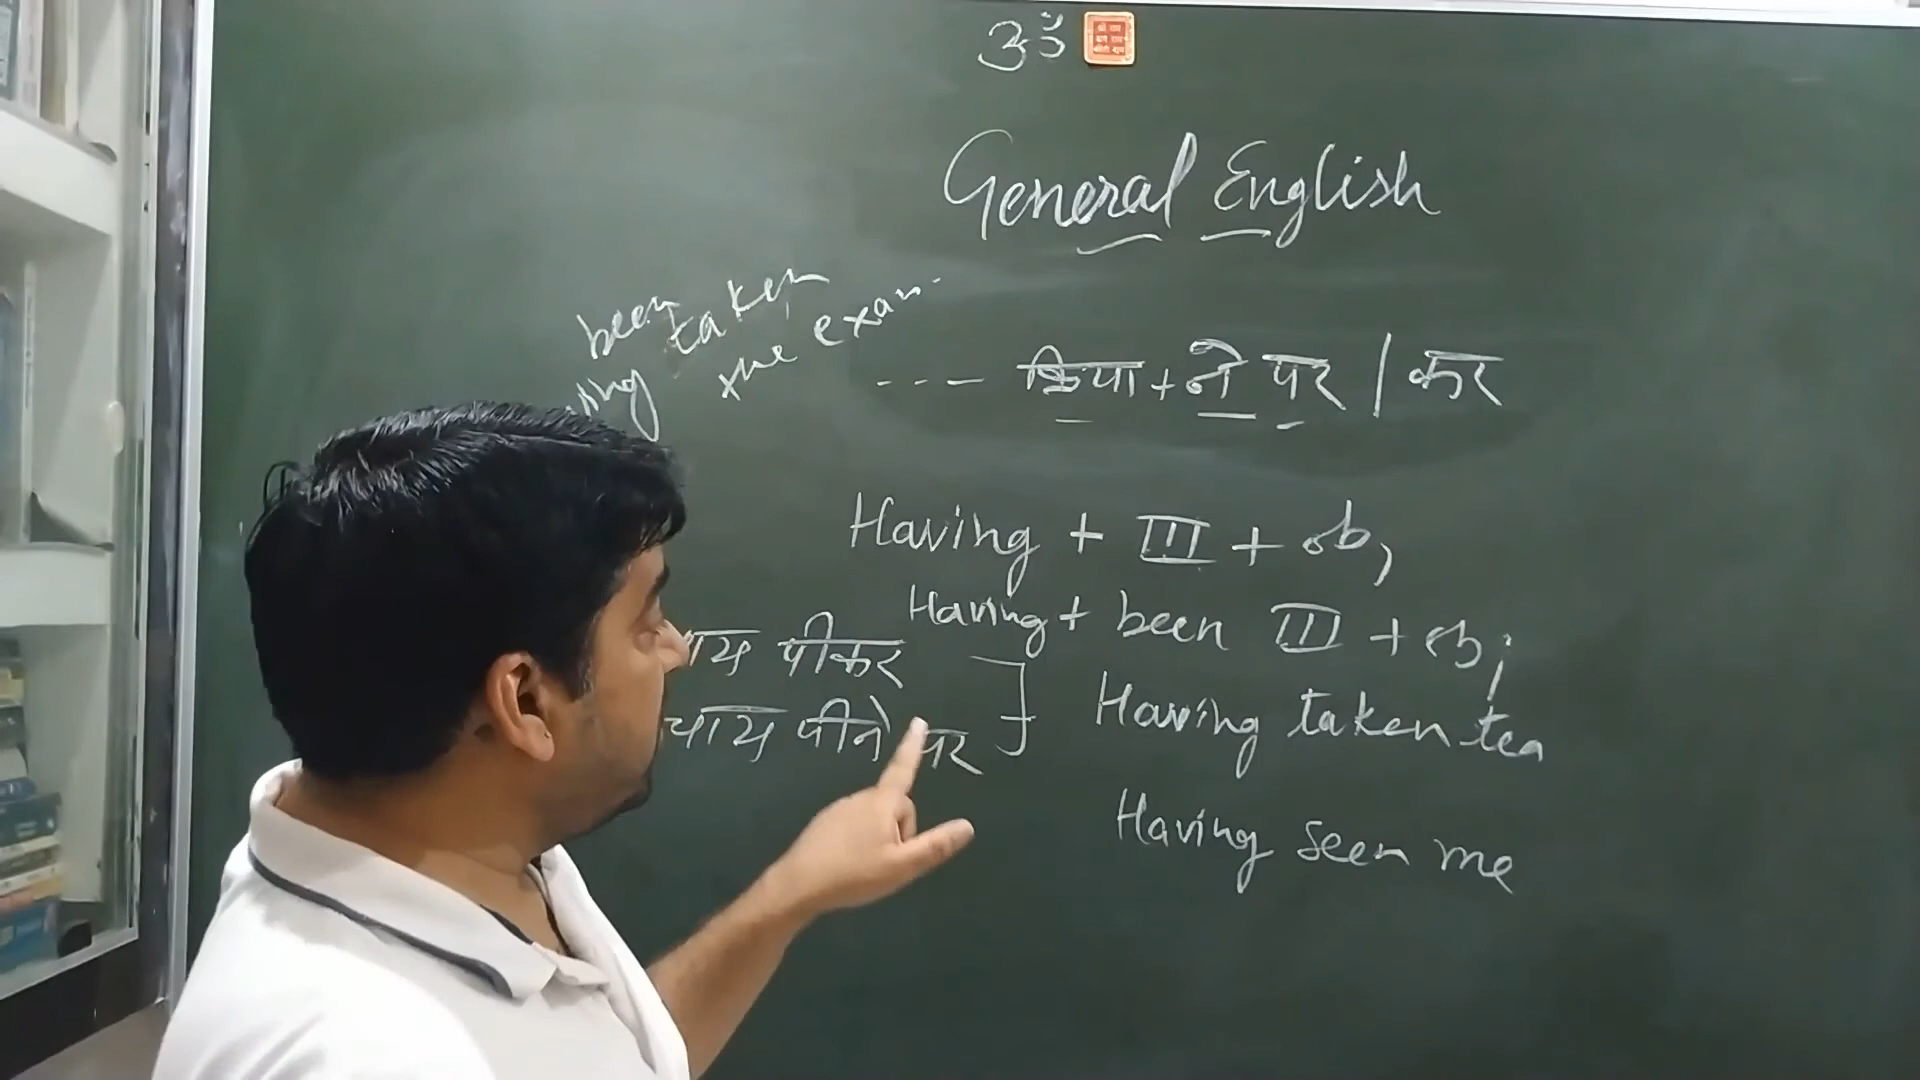 ॐ
General English
been taken
the exam.
--- क्रिया + ने पर / कर
Having + III + ob,
Having + been III + ob,
चाय पीकर
चाय पीने पर
Having taken tea
Having seen me